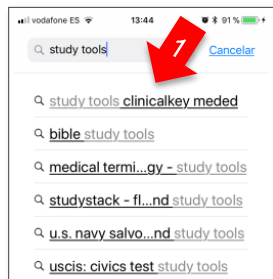 vodafone ES 13:44 91 %
study tools Cancelar
1
study tools clinicalkey meded
bible study tools
medical termi...gy - study tools
studystack - fl...nd study tools
u.s. navy salvo...nd study tools
uscis: civics test study tools